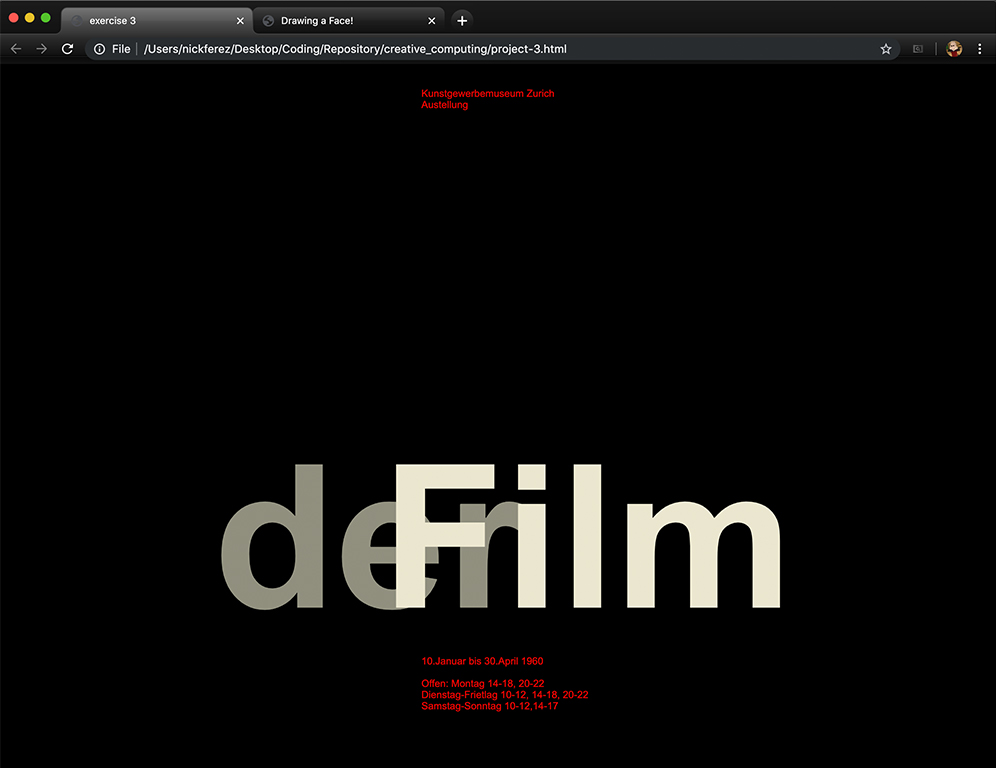 exercise 3
Drawing a Face!
File
/Users/nickferez/Desktop/Coding/Repository/creative_computing/project-3.html
Kunstgewerbemuseum Zurich
Austellung
der Film
10.Januar bis 30.April 1960
Offen: Montag 14-18, 20-22
Dienstag-Frietlag 10-12, 14-18, 20-22
Samstag-Sonntag 10-12,14-17